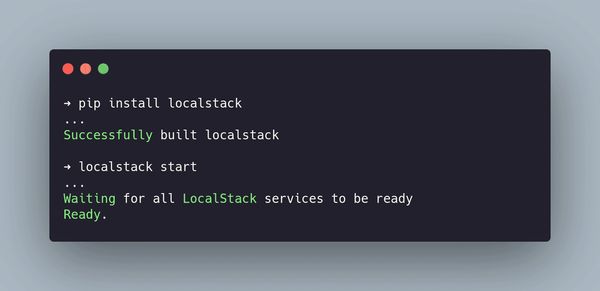 ➜ pip install localstack
...
Successfully built localstack
➜ localstack start
...
Waiting for all LocalStack services to be ready
Ready.